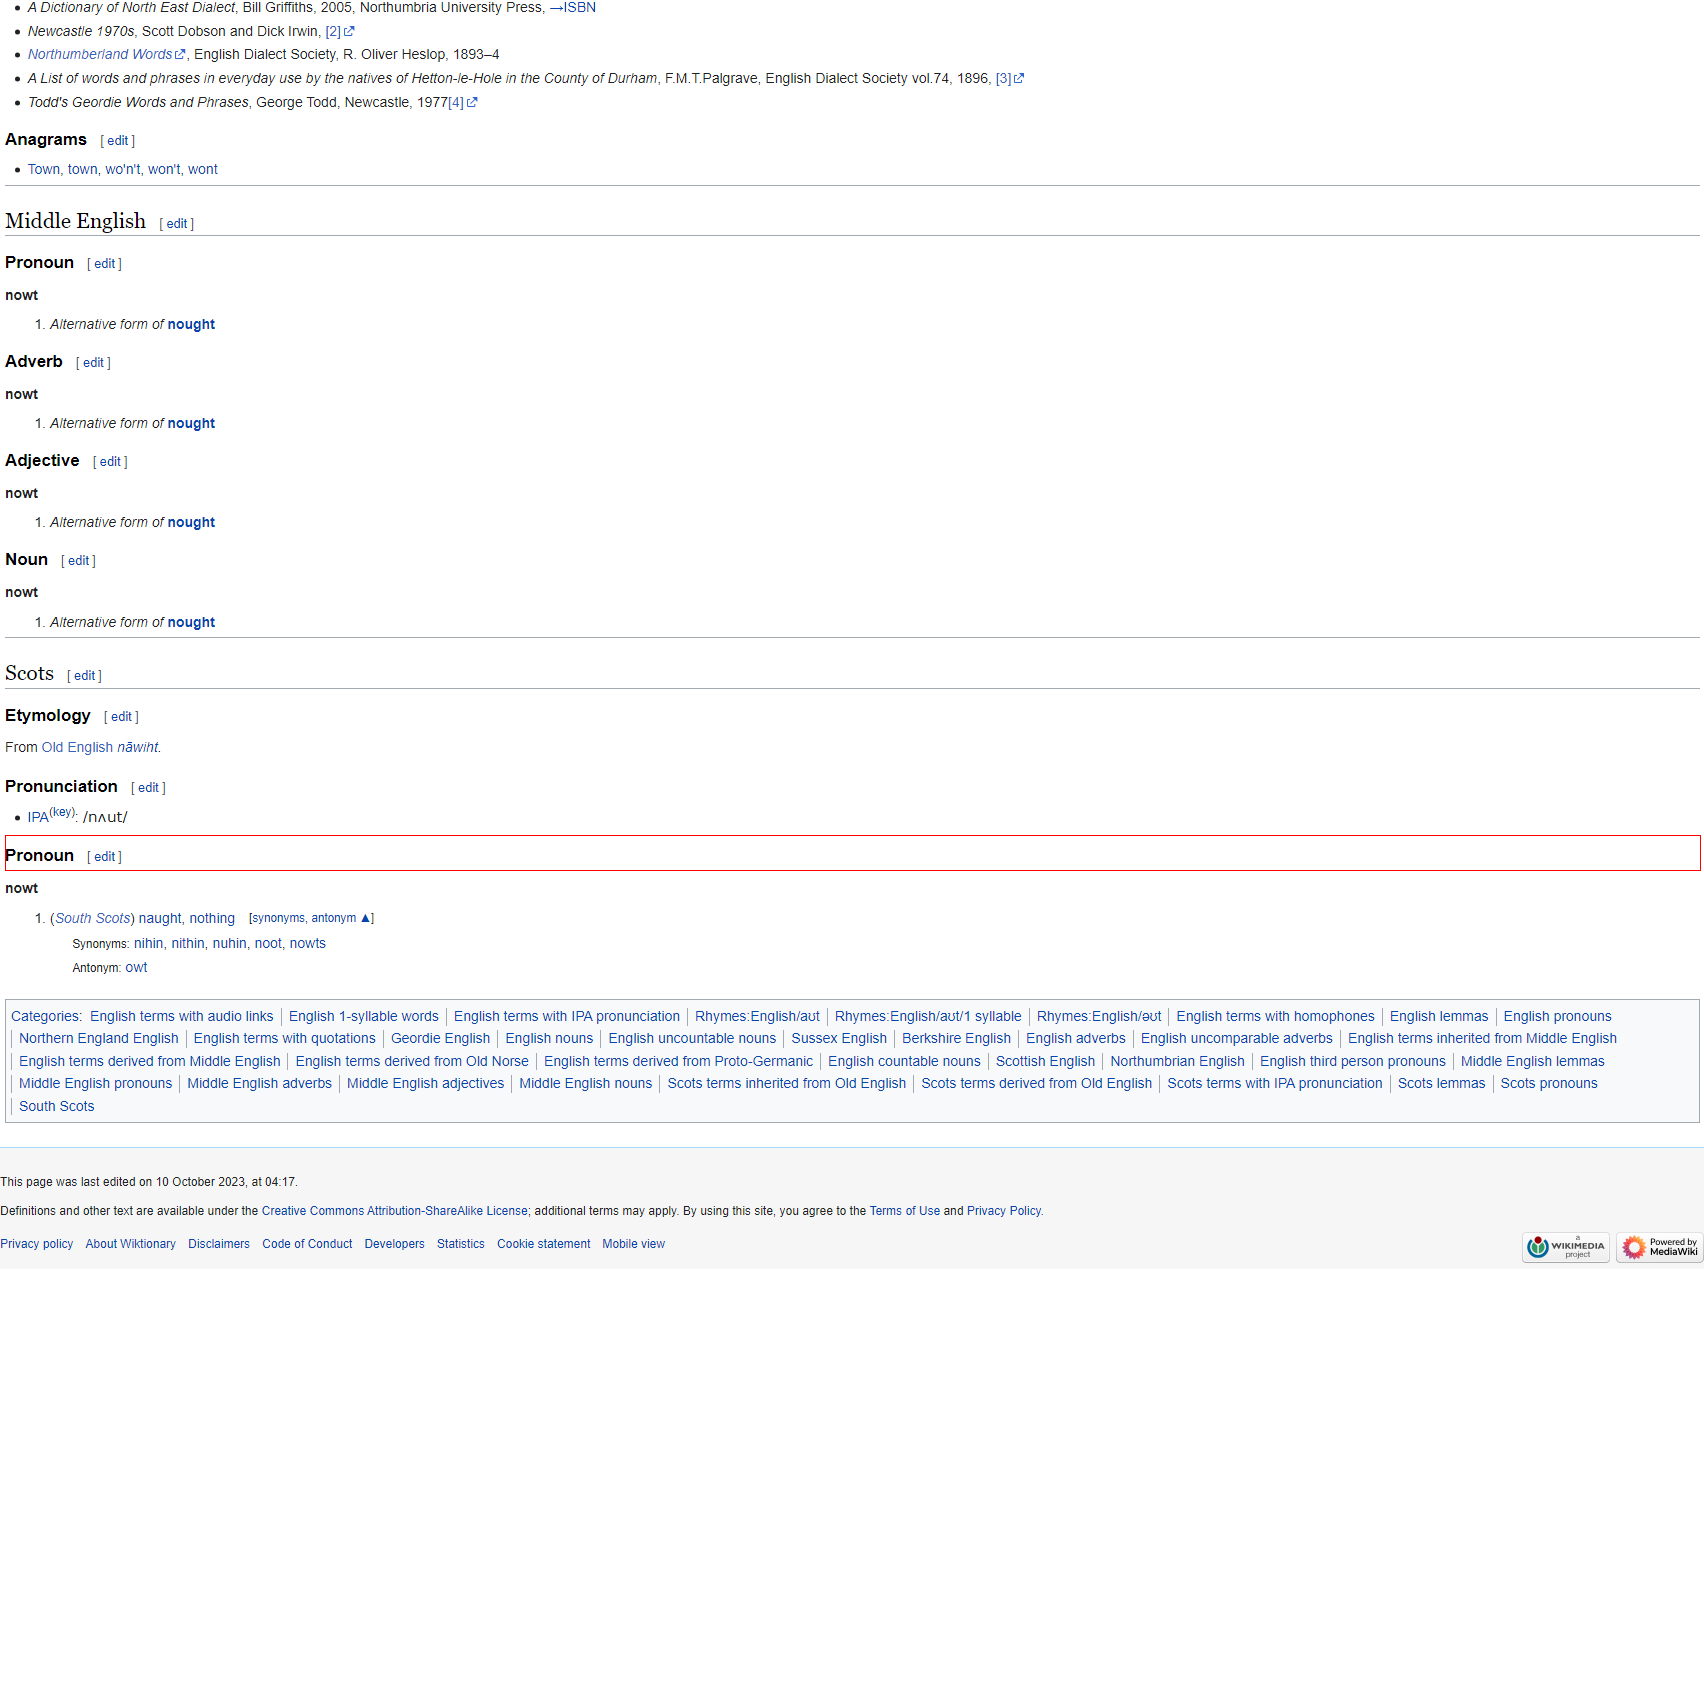 A Dictionary of North East Dialect, Bill Griffiths, 2005, Northumbria University Press, →ISBN
Newcastle 1970s, Scott Dobson and Dick Irwin, [2]
Northumberland Words, English Dialect Society, R. Oliver Heslop, 1893–4
A List of words and phrases in everyday use by the natives of Hetton-le-Hole in the County of Durham, F.M.T.Palgrave, English Dialect Society vol.74, 1896, [3]
Todd's Geordie Words and Phrases, George Todd, Newcastle, 1977[4]
Anagrams [ edit ]
Town, town, wo'n't, won't, wont
Middle English [ edit ]
Pronoun [ edit ]
nowt
1. Alternative form of nought
Adverb [ edit ]
nowt
1. Alternative form of nought
Adjective [ edit ]
nowt
1. Alternative form of nought
Noun [ edit ]
nowt
1. Alternative form of nought
Scots [ edit ]
Etymology [ edit ]
From Old English nāwiht.
Pronunciation [ edit ]
IPA(key): /nʌut/
Pronoun [ edit ]
nowt
1. (South Scots) naught, nothing [synonyms, antonym ▲]
Synonyms: nihin, nithin, nuhin, noot, nowts
Antonym: owt
Categories: English terms with audio links | English 1-syllable words | English terms with IPA pronunciation | Rhymes:English/aʊt | Rhymes:English/aʊt/1 syllable | Rhymes:English/əʊt | English terms with homophones | English lemmas | English pronouns
| Northern England English | English terms with quotations | Geordie English | English nouns | English uncountable nouns | Sussex English | Berkshire English | English adverbs | English uncomparable adverbs | English terms inherited from Middle English
| English terms derived from Middle English | English terms derived from Old Norse | English terms derived from Proto-Germanic | English countable nouns | Scottish English | Northumbrian English | English third person pronouns | Middle English lemmas
| Middle English pronouns | Middle English adverbs | Middle English adjectives | Middle English nouns | Scots terms inherited from Old English | Scots terms derived from Old English | Scots terms with IPA pronunciation | Scots lemmas | Scots pronouns
| South Scots
This page was last edited on 10 October 2023, at 04:17.
Definitions and other text are available under the Creative Commons Attribution-ShareAlike License; additional terms may apply. By using this site, you agree to the Terms of Use and Privacy Policy.
Privacy policy About Wiktionary Disclaimers Code of Conduct Developers Statistics Cookie statement Mobile view
a WIKIMEDIA project
Powered by MediaWiki